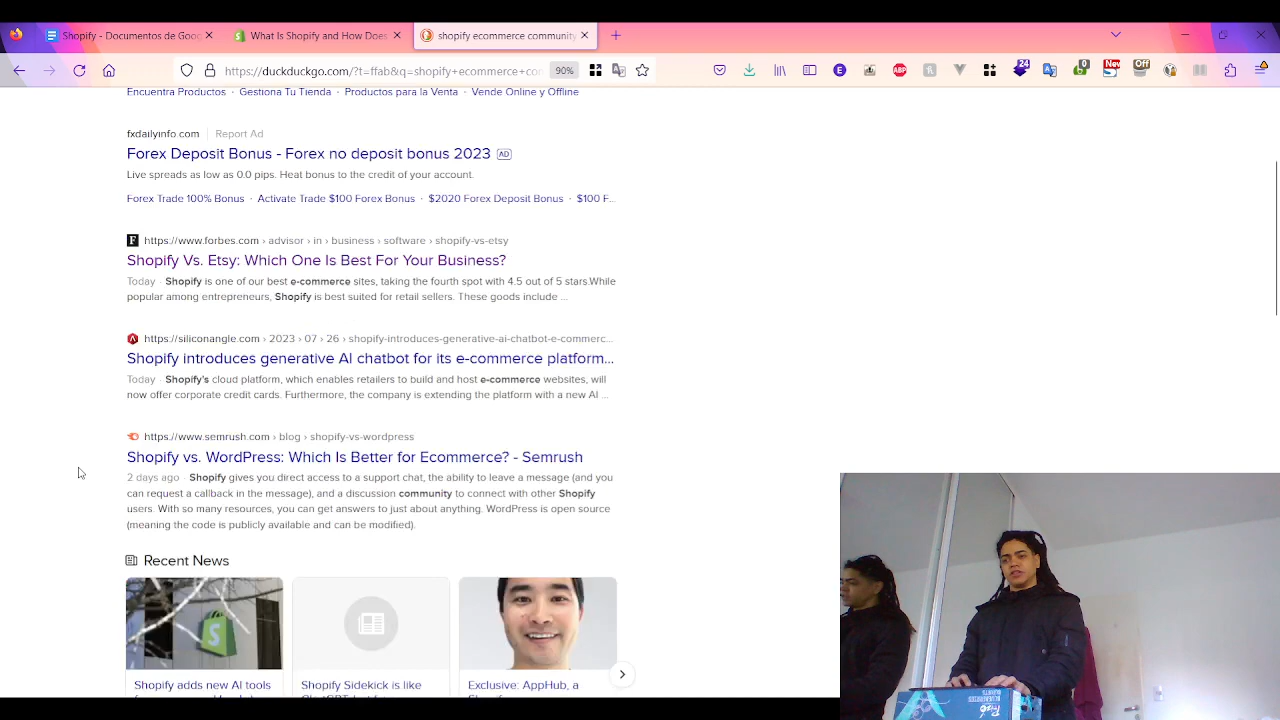 Shopify - Documentos de Goo
What Is Shopify and How Does
shopify ecommerce community
https://duckduckgo.com/?t=ffab&q=shopify+ecommerce+con
90%
24
0
New
Off
ABP
E
Encuentra Productos · Gestiona Tu Tienda · Productos para la Venta · Vende Online y Offline
fxdailyinfo.com | Report Ad
Forex Deposit Bonus - Forex no deposit bonus 2023 AD
Live spreads as low as 0.0 pips. Heat bonus to the credit of your account.
Forex Trade 100% Bonus · Activate Trade $100 Forex Bonus · $2020 Forex Deposit Bonus · $100 F...
F https://www.forbes.com › advisor › in › business › software › shopify-vs-etsy
Shopify Vs. Etsy: Which One Is Best For Your Business?
Today · Shopify is one of our best e-commerce sites, taking the fourth spot with 4.5 out of 5 stars.While
popular among entrepreneurs, Shopify is best suited for retail sellers. These goods include ...
https://siliconangle.com › 2023 › 07 › 26 › shopify-introduces-generative-ai-chatbot-e-commerc...
Shopify introduces generative AI chatbot for its e-commerce platform...
Today · Shopify's cloud platform, which enables retailers to build and host e-commerce websites, will
now offer corporate credit cards. Furthermore, the company is extending the platform with a new AI ...
https://www.semrush.com › blog › shopify-vs-wordpress
Shopify vs. WordPress: Which Is Better for Ecommerce? - Semrush
2 days ago · Shopify gives you direct access to a support chat, the ability to leave a message (and you
can request a callback in the message), and a discussion community to connect with other Shopify
users. With so many resources, you can get answers to just about anything. WordPress is open source
(meaning the code is publicly available and can be modified).
Recent News
Shopify adds new AI tools
Shopify Sidekick is like
Exclusive: AppHub, a